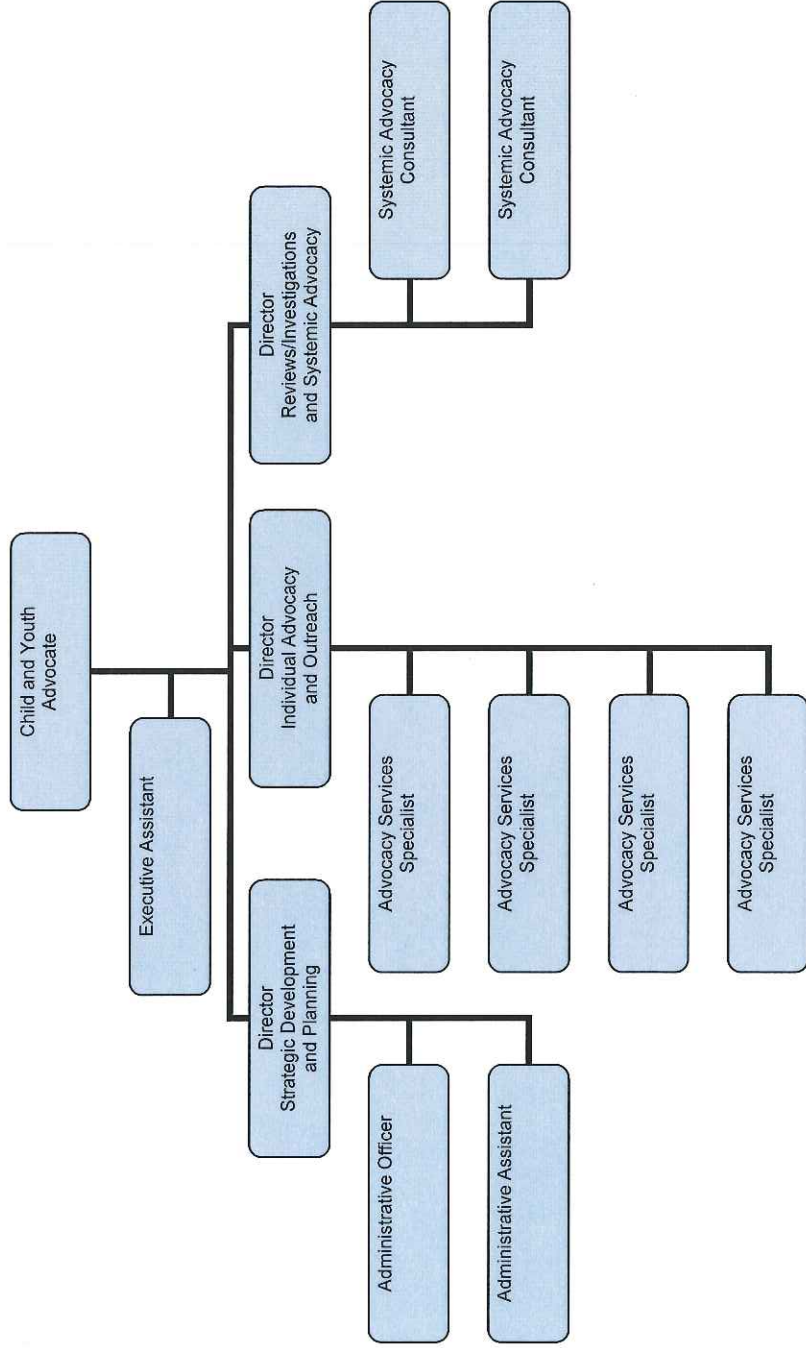 Child and Youth
Advocate
Executive Assistant
Director
Strategic Development
and Planning
Director
Individual Advocacy
and Outreach
Director
Reviews/Investigations
and Systemic Advocacy
Administrative Officer
Administrative Assistant
Advocacy Services
Specialist
Advocacy Services
Specialist
Advocacy Services
Specialist
Advocacy Services
Specialist
Systemic Advocacy
Consultant
Systemic Advocacy
Consultant